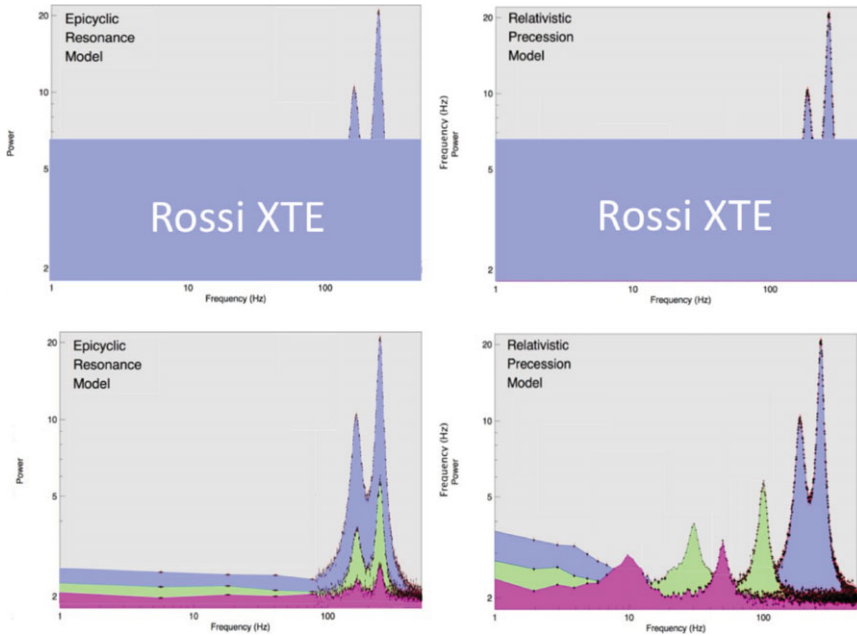 20
Epicyclic
Resonance
Model
10
Power
5
Rossi XTE
2
1
10
100
Frequency (Hz)
20
Relativistic
Precession
Model
10
Frequency (Hz)
Power
5
Rossi XTE
2
1
10
100
Frequency (Hz)
20
Epicyclic
Resonance
Model
10
Power
5
2
1
10
100
Frequency (Hz)
20
Relativistic
Precession
Model
10
Frequency (Hz)
Power
5
2
1
10
100
Frequency (Hz)